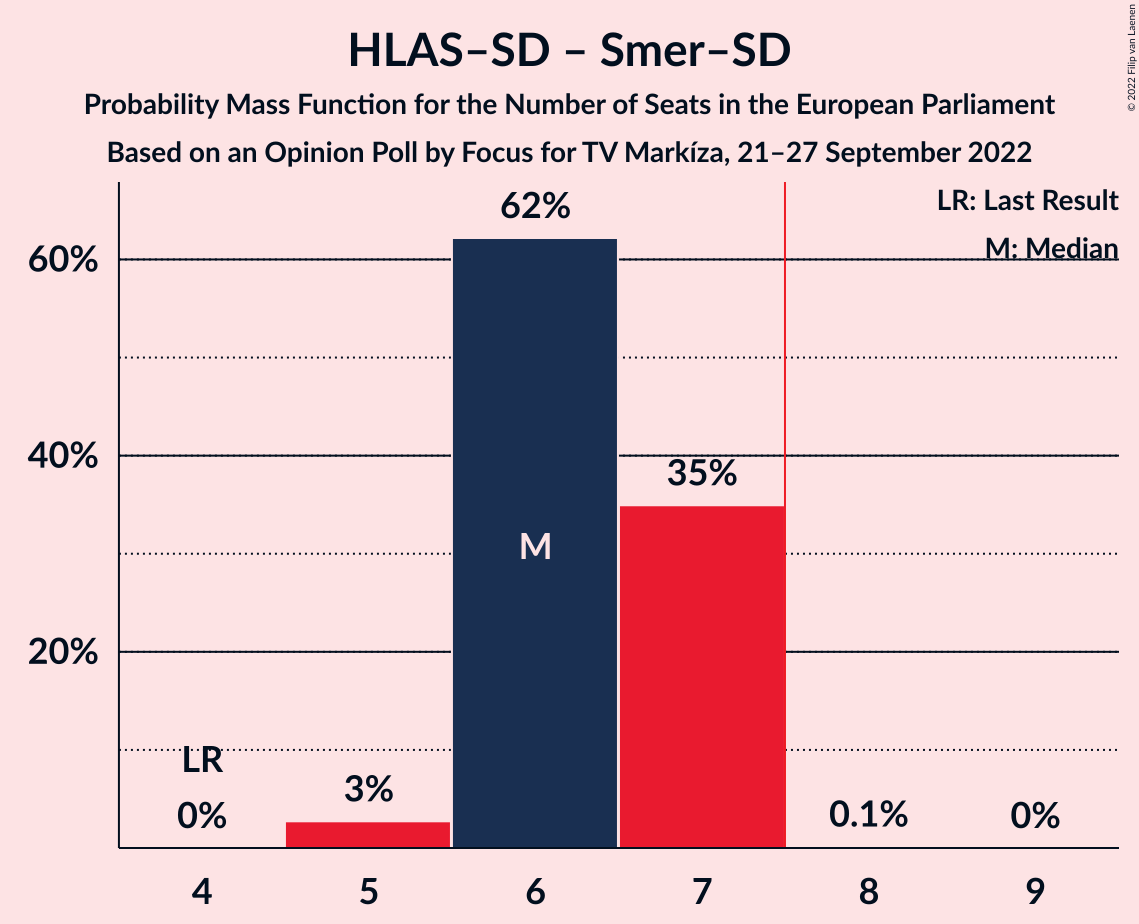 HLAS–SD – Smer–SD
Probability Mass Function for the Number of Seats in the European Parliament
Based on an Opinion Poll by Focus for TV Markíza, 21–27 September 2022
© 2022 Filip van Laenen
LR: Last Result
M: Median
62%
60%
40%
35%
M
20%
LR
0%
3%
0.1%
0%
4 5 6 7 8 9